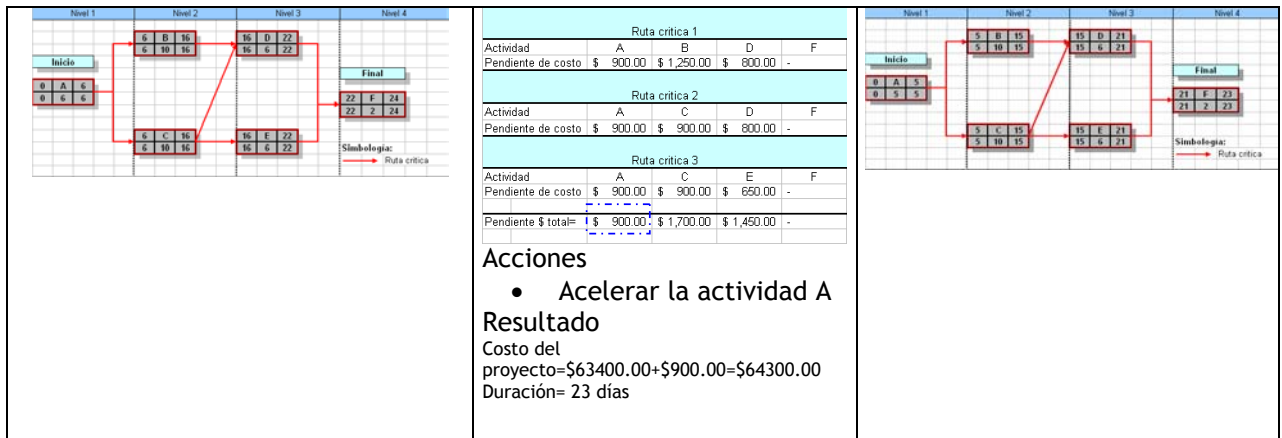 Nivel 1 Nivel 2 Nivel 3 Nivel 4
6 B 16
6 10 16
16 D 22
16 6 22
Inicio
0 A 6
0 6 6
Final
22 F 24
22 2 24
6 C 16
6 10 16
16 E 22
16 6 22
Simbología:
Ruta critica
Ruta critica 1
Actividad A B D F
Pendiente de costo $ 900.00 $ 1,250.00 $ 800.00 -
Ruta critica 2
Actividad A C D F
Pendiente de costo $ 900.00 $ 900.00 $ 800.00 -
Ruta critica 3
Actividad A C E F
Pendiente de costo $ 900.00 $ 900.00 $ 650.00 -
Pendiente $ total= $ 900.00 $ 1,700.00 $ 1,450.00 -
Acciones
• Acelerar la actividad A
Resultado
Costo del
proyecto=$63400.00+$900.00=$64300.00
Duración= 23 días
Nivel 1 Nivel 2 Nivel 3 Nivel 4
5 B 15
5 10 15
15 D 21
15 6 21
Inicio
0 A 5
0 5 5
Final
21 F 23
21 2 23
5 C 15
5 10 15
15 E 21
15 6 21
Simbología:
Ruta critica